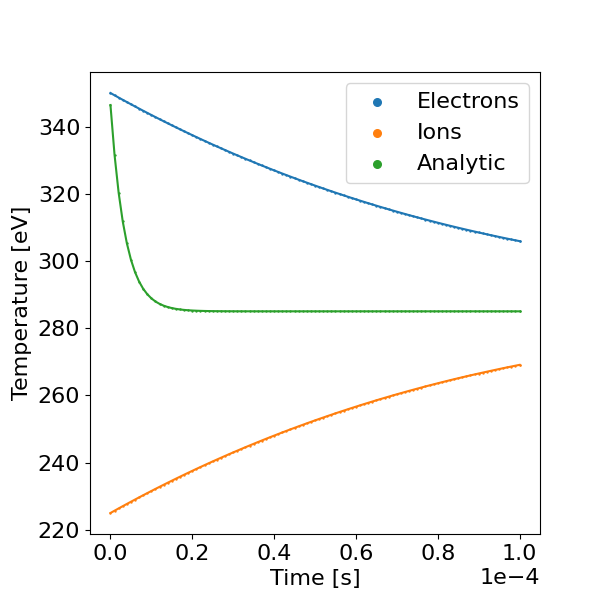 Electrons
Ions
Analytic
Temperature [eV]
340
320
300
280
260
240
220
0.0 0.2 0.4 0.6 0.8 1.0
Time [s]
1e−4